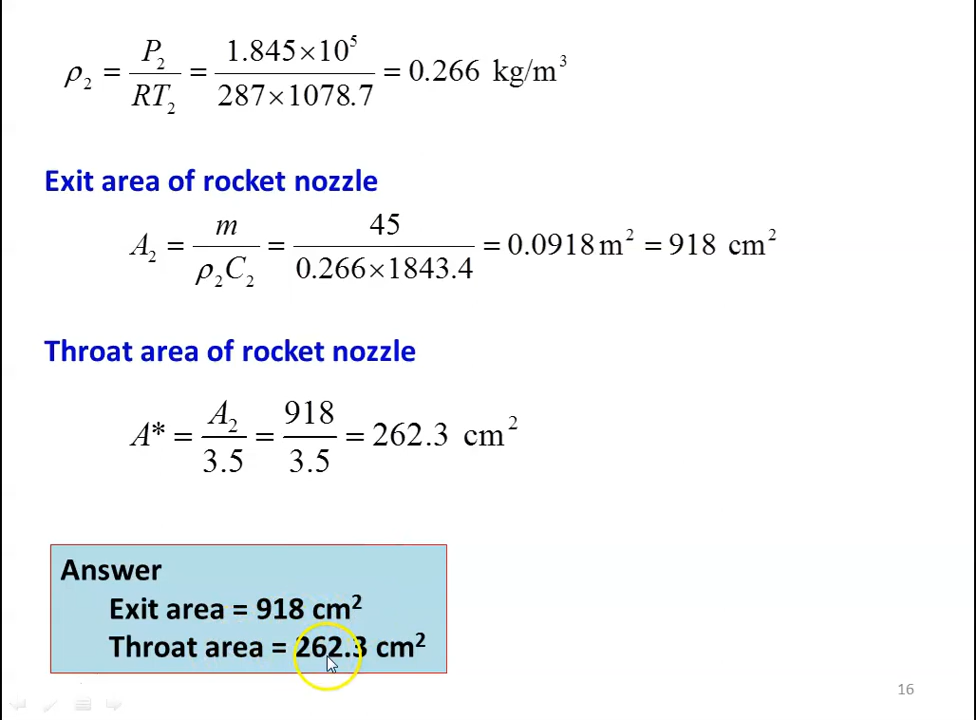 ρ₂ = P₂/RT₂ = 1.845×10⁵/287×1078.7 = 0.266 kg/m³
Exit area of rocket nozzle
A₂ = m/ρ₂C₂ = 45/0.266×1843.4 = 0.0918 m² = 918 cm²
Throat area of rocket nozzle
A* = A₂/3.5 = 918/3.5 = 262.3 cm²
Answer
Exit area = 918 cm²
Throat area = 262.3 cm²
16